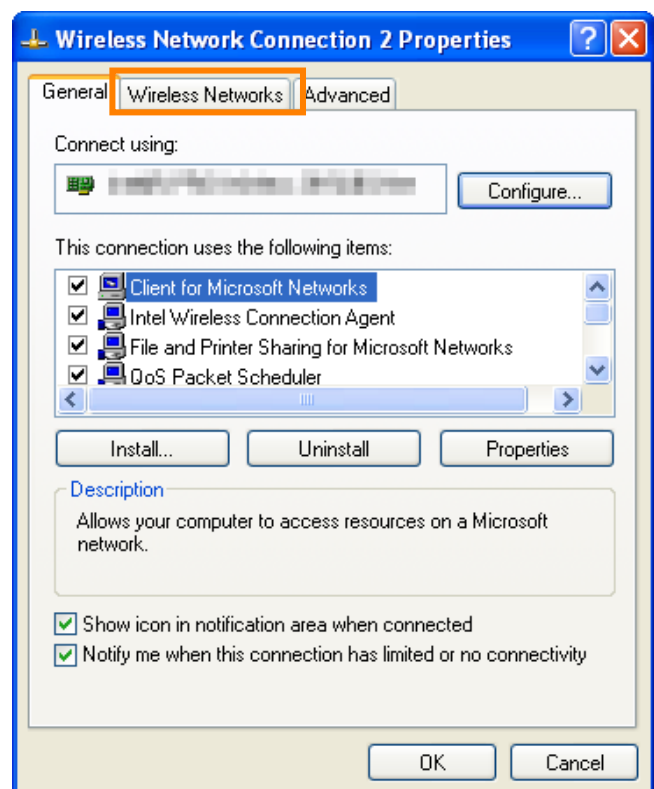 Wireless Network Connection 2 Properties
General Wireless Networks Advanced
Connect using:
Configure...
This connection uses the following items:
Client for Microsoft Networks
Intel Wireless Connection Agent
File and Printer Sharing for Microsoft Networks
QoS Packet Scheduler
Install... Uninstall Properties
Description
Allows your computer to access resources on a Microsoft
network.
Show icon in notification area when connected
Notify me when this connection has limited or no connectivity
OK Cancel